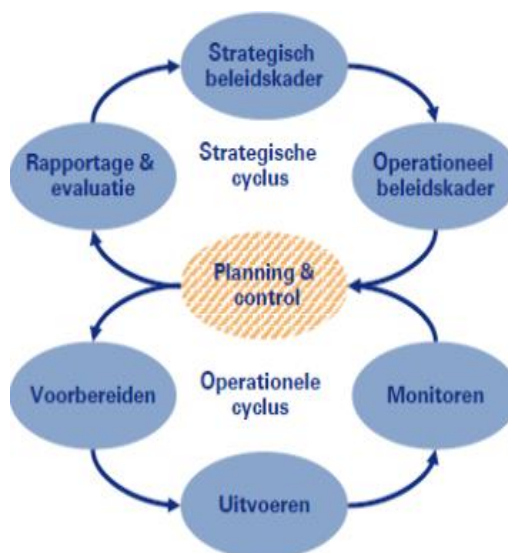 Strategisch
beleidskader
Rapportage &
evaluatie
Strategische
cyclus
Operationeel
beleidskader
Planning &
control
Voorbereiden
Operationele
cyclus
Monitoren
Uitvoeren